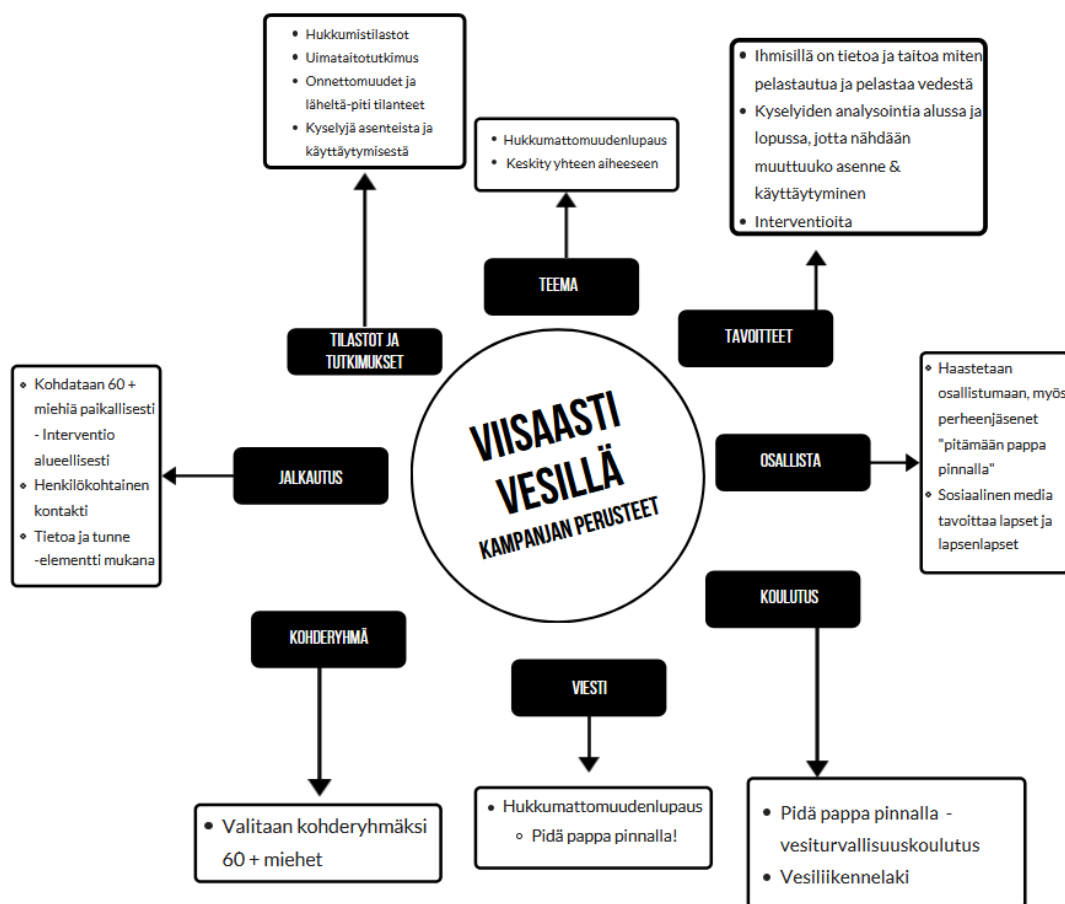 Hukkumistilastot
Uimataitotutkimus
Onnettomuudet ja
läheltä-piti tilanteet
Kyselyjä asenteista ja
käyttäytymisestä
Hukkumattomuudenlupaus
Keskity yhteen aiheeseen
Ihmisillä on tietoa ja taitoa miten
pelastautua ja pelastaa vedestä
Kyselyiden analysointia alussa ja
lopussa, jotta nähdään
muuttuuko asenne &
käyttäytyminen
Interventioita
TEEMA
TILASTOT JA
TUTKIMUKSET
TAVOITTEET
Kohdataan 60 +
miehiä paikallisesti
- Interventio
alueellisesti
Henkilökohtainen
kontakti
Tietoa ja tunne
-elementti mukana
JALKAUTUS
VIISAASTI
VESILLÄ
KAMPANJAN PERUSTEET
OSALLISTA
Haastetaan
osallistumaan, myös
perheenjäsenet
"pitämään pappa
pinnalla"
Sosiaalinen media
tavoittaa lapset ja
lapsenlapset
KOHDERYHMÄ
VIESTI
KOULUTUS
Valitaan kohderyhmäksi
60 + miehet
Hukkumattomuudenlupaus
Pidä pappa pinnalla!
Pidä pappa pinnalla -
vesiturvallisuuskoulutus
Vesiliikennelaki